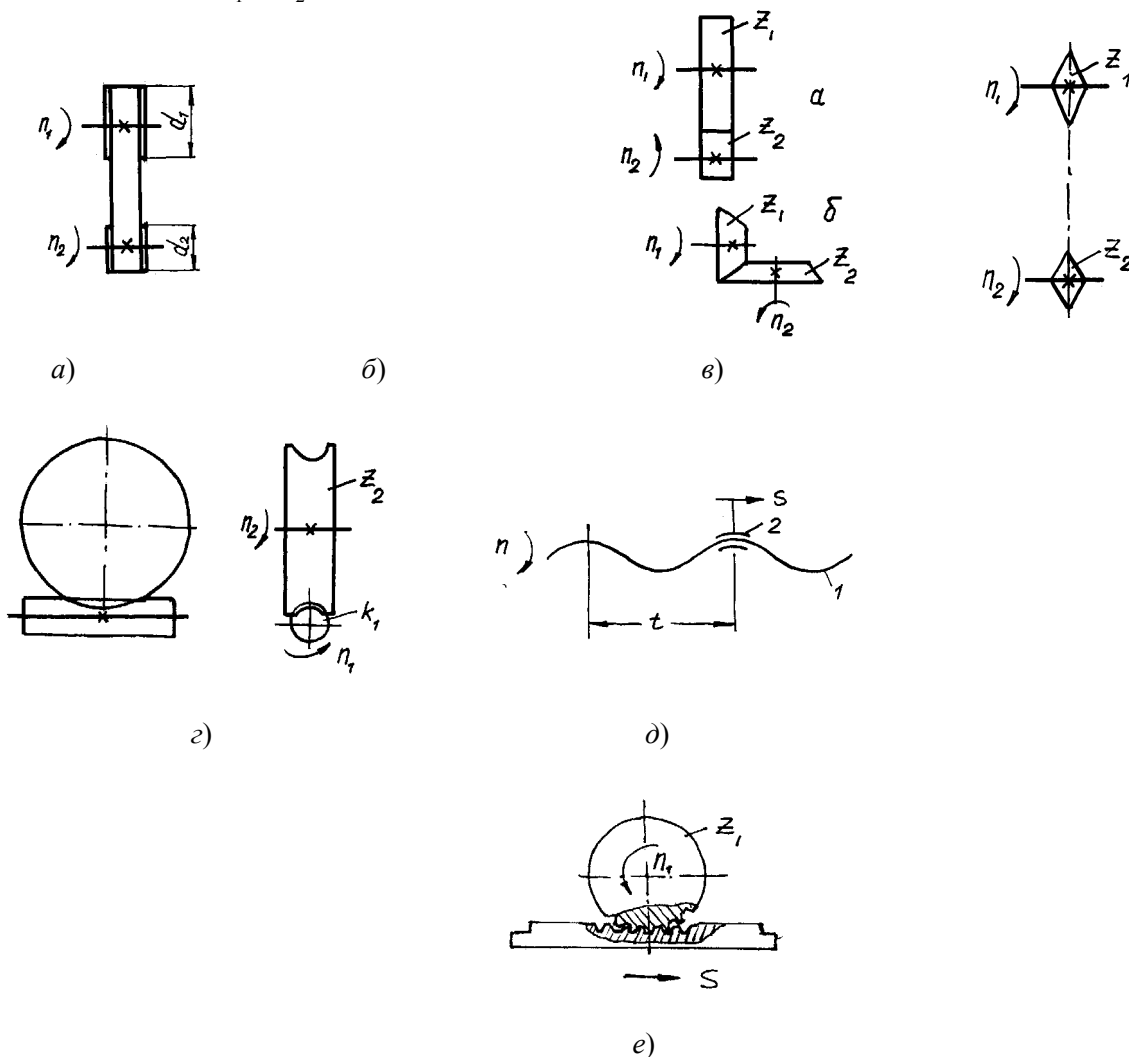 n₁
d₁
n₂
d₂
n₁
Z₁
а
n₂
Z₂
n₁
Z₁
б
Z₂
n₂
n₁
Z₁
n₂
Z₂
а)
б)
в)
n₂
Z₂
k₁
n₁
n
S
2
1
t
г)
д)
Z₁
n₁
S
е)